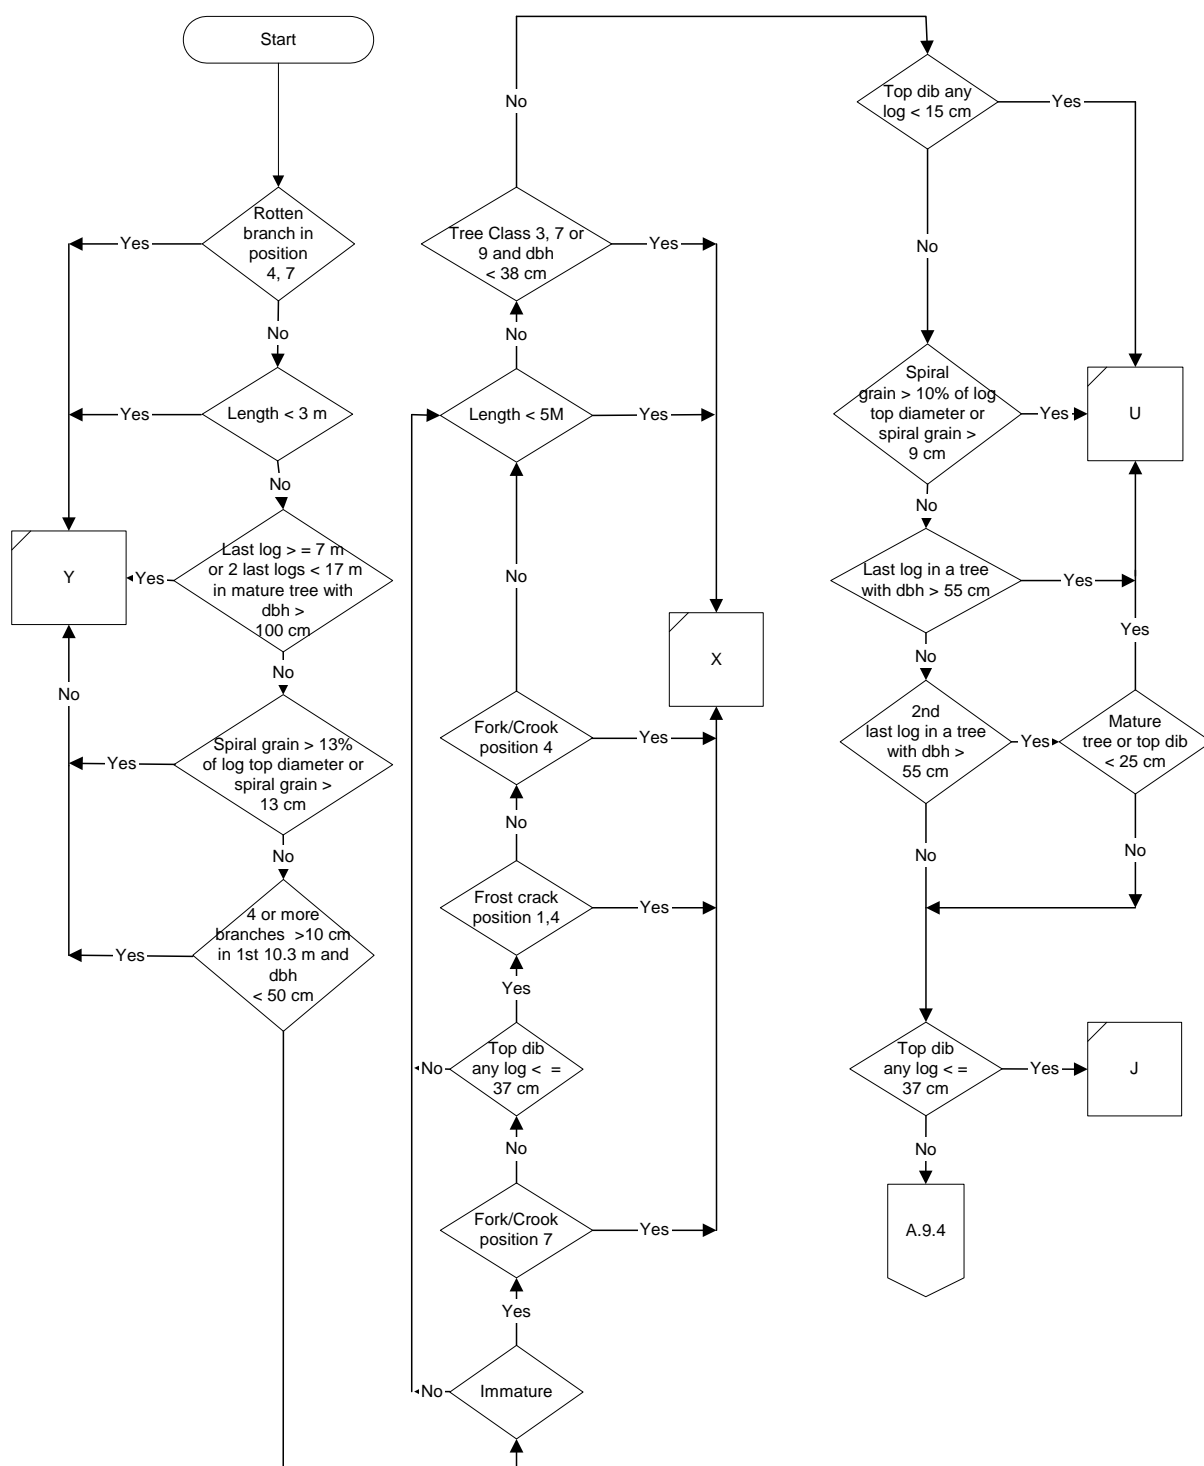 Start
Rotten
branch in
position
4, 7
Yes
No
Length < 3 m
Yes
No
Last log > = 7 m
or 2 last logs < 17 m
in mature tree with
dbh >
100 cm
Yes
Y
No
No
Spiral grain > 13%
of log top diameter or
spiral grain >
13 cm
Yes
No
4 or more
branches >10 cm
in 1st 10.3 m and
dbh
< 50 cm
Yes
No
Tree Class 3, 7 or
9 and dbh
< 38 cm
Yes
No
Length < 5M
Yes
No
X
Fork/Crook
position 4
Yes
No
Frost crack
position 1,4
Yes
Yes
Top dib
any log < =
37 cm
No
No
Fork/Crook
position 7
Yes
Yes
Immature
No
Top dib any
log < 15 cm
Yes
No
Spiral
grain > 10% of log
top diameter or
spiral grain >
9 cm
Yes
U
No
Last log in a tree
with dbh > 55 cm
Yes
No
Yes
2nd
last log in a tree
with dbh >
55 cm
Yes
Mature
tree or top dib
< 25 cm
No
No
Top dib
any log < =
37 cm
Yes
J
No
A.9.4